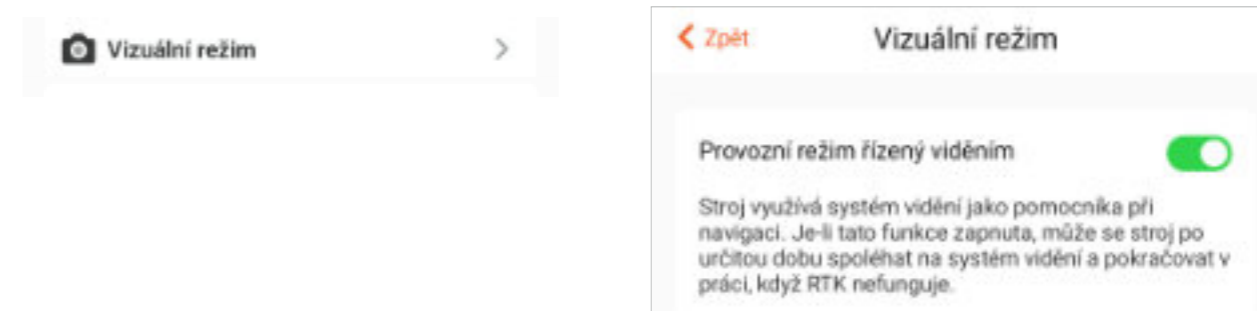 Vizuální režim
Zpět
Vizuální režim
Provozní režim řízený viděním
Stroj využívá systém vidění jako pomocníka při
navigaci. Je-li tato funkce zapnuta, může se stroj po
určitou dobu spoléhat na systém vidění a pokračovat v
práci, když RTK nefunguje.